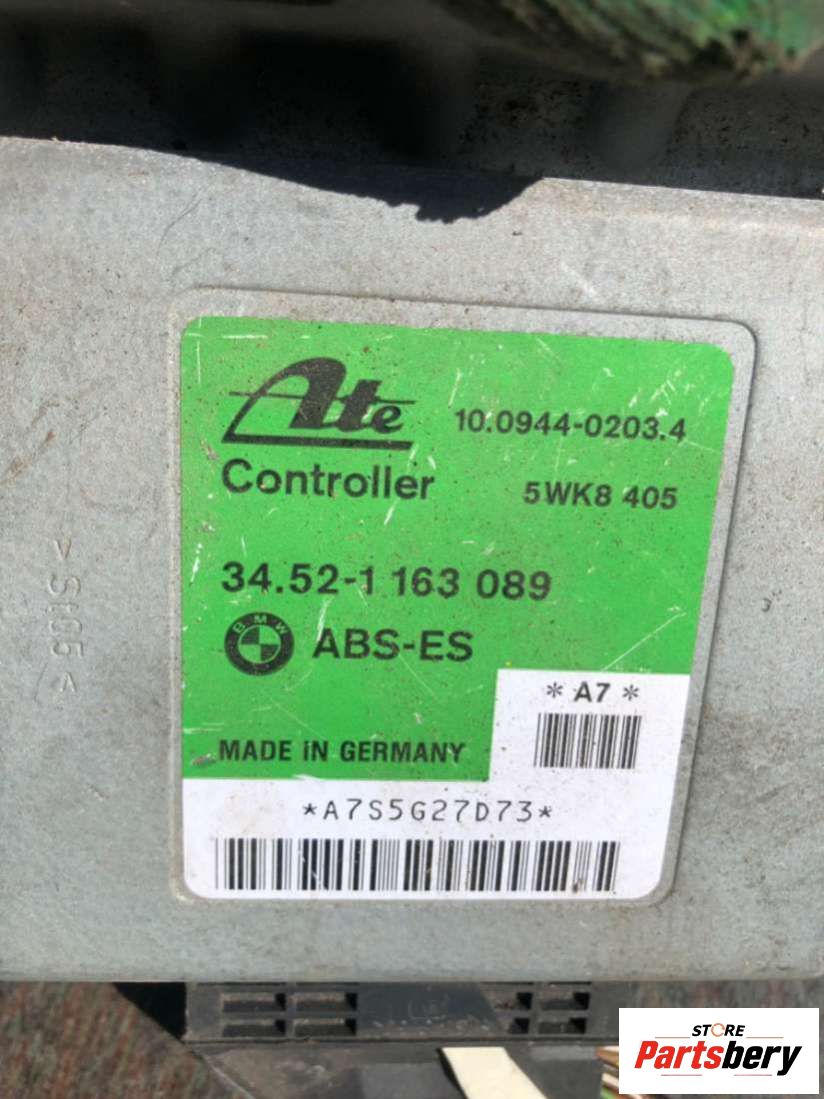 Ate
10.0944-0203.4
Controller
5WK8 405
34.52-1 163 089
BMW
ABS-ES
*A7*
MADE IN GERMANY
*A7S5G27D73*
STORE
Partsbery